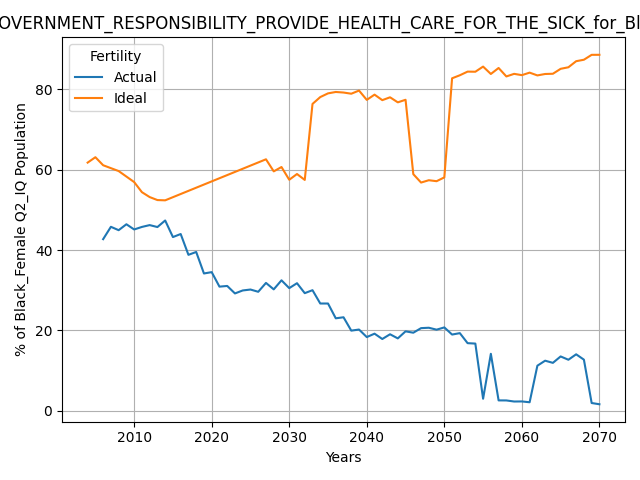 OVERNMENT_RESPONSIBILITY_PROVIDE_HEALTH_CARE_FOR_THE_SICK_for_Bl
Fertility
Actual
Ideal
% of Black_Female Q2_IQ Population
80
60
40
20
0
2010 2020 2030 2040 2050 2060 2070
Years